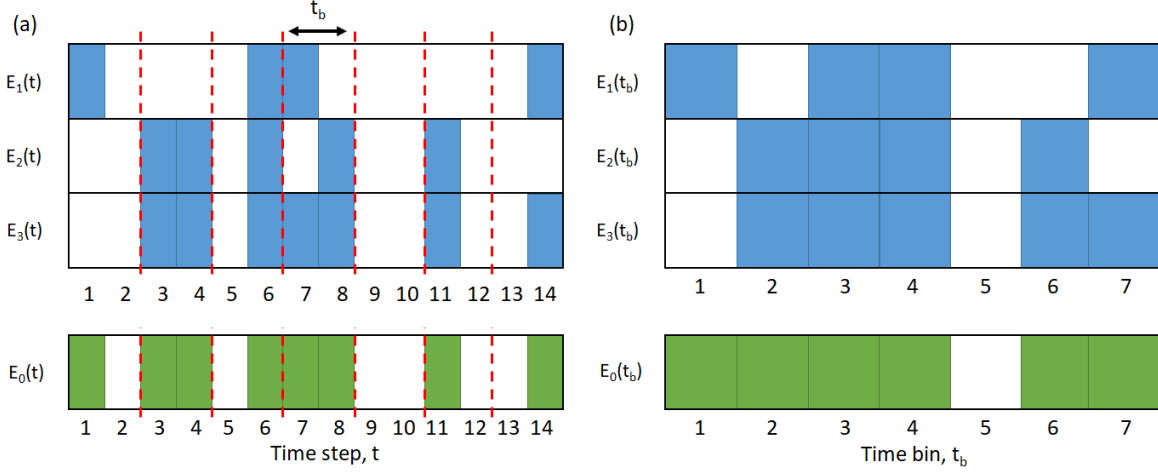 (a) t_b (b)
E_1(t) E_1(t_b)
E_2(t) E_2(t_b)
E_3(t) E_3(t_b)
1 2 3 4 5 6 7 8 9 10 11 12 13 14 1 2 3 4 5 6 7
E_0(t) E_0(t_b)
1 2 3 4 5 6 7 8 9 10 11 12 13 14 1 2 3 4 5 6 7
Time step, t Time bin, t_b